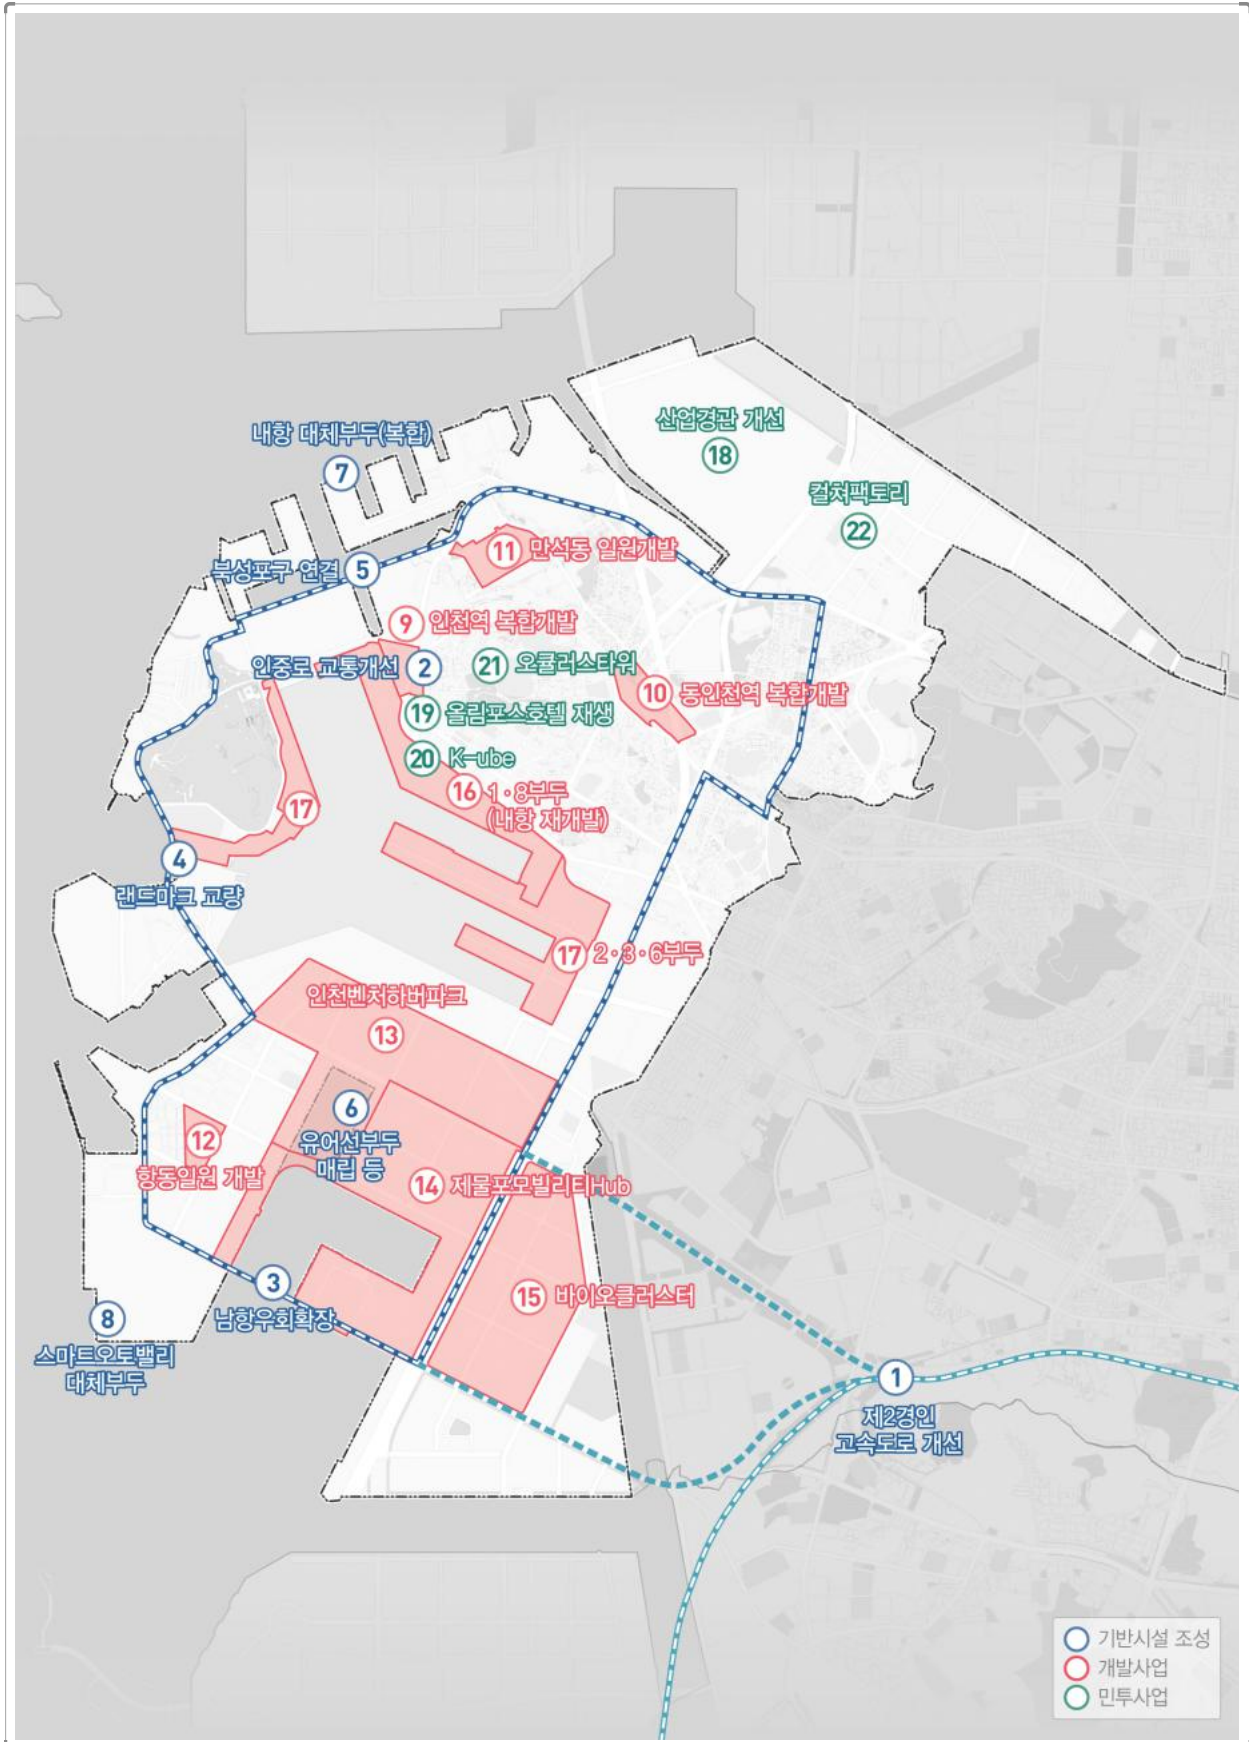 산업경관 개선
18
내항 대체부두(복합)
7
컬처팩토리
22
11 만석동 일원개발
북성포구 연결 5
9 인천역 복합개발
인중로 교통개선 2
21 오큘러스타워
10 동인천역 복합개발
19 올림포스호텔 재생
20 K-ube
16 1·8부두
(내항 재개발)
17
4
랜드마크 교량
17 2·3·6부두
인천벤처하버파크
13
6
유어선부두
매립 등
12
항동일원 개발
14 제물포모빌리티Hub
3
남항우회확장
15 바이오클러스터
8
스마트오토밸리
대체부두
1
제2경인
고속도로 개선
기반시설 조성
개발사업
민투사업